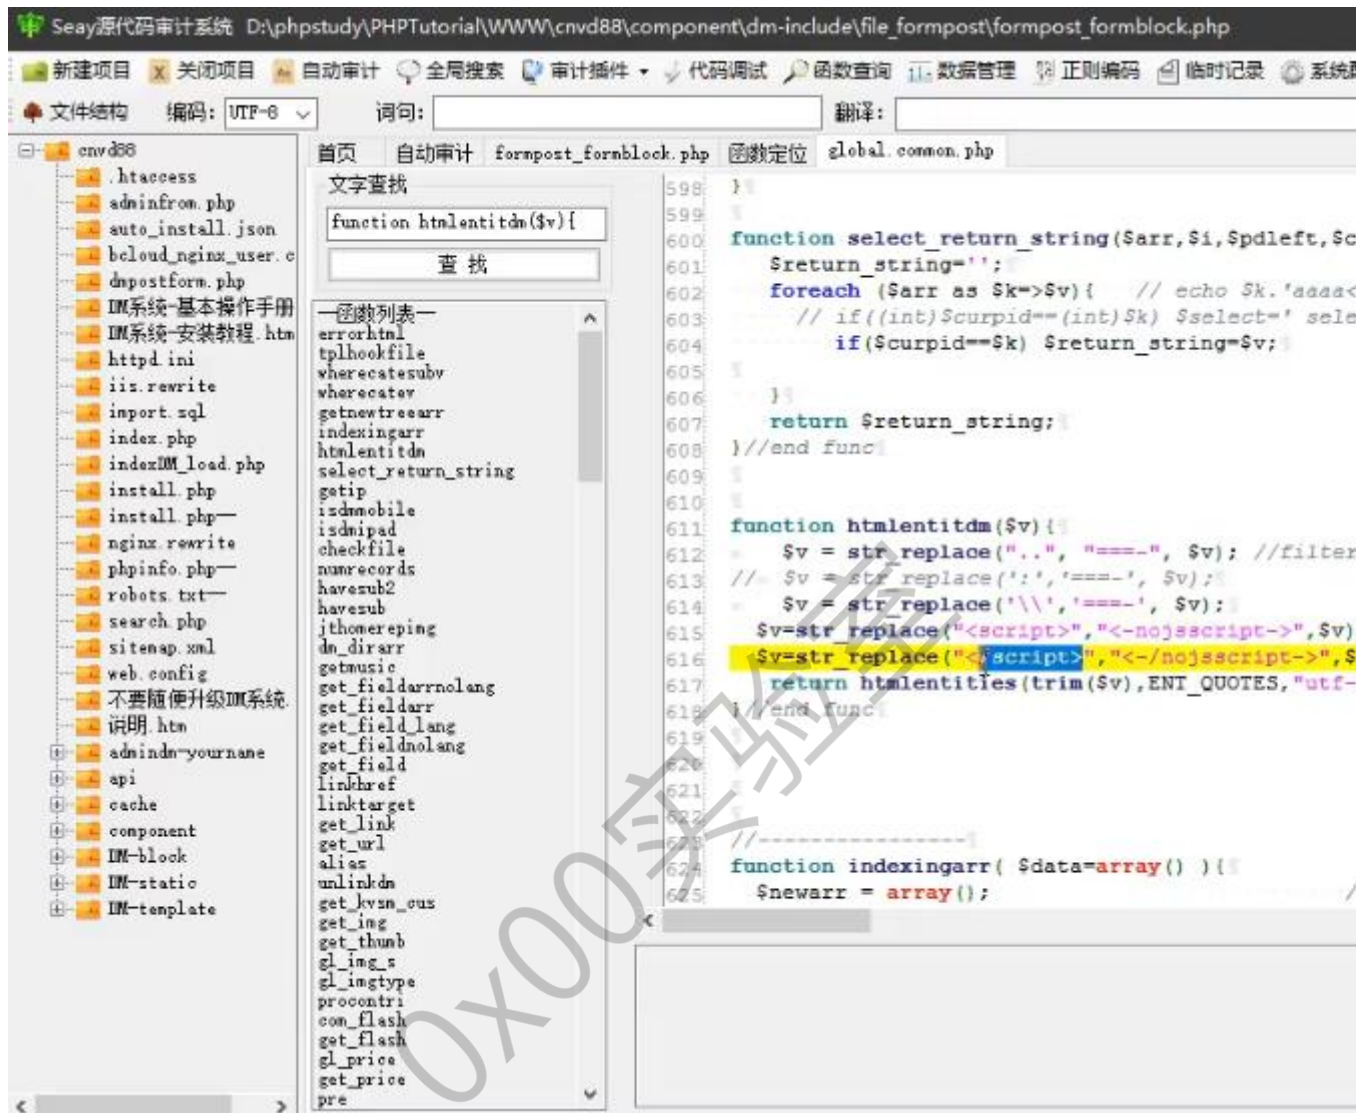 Seay源代码审计系统 D:\phpstudy\PHPTutorial\WWW\cnvd88\component\dm-include\file_formpost\formpost_formblock.php
新建项目 关闭项目 自动审计 全局搜索 审计插件 代码调试 函数查询 数据管理 正则编码 临时记录 系统
文件结构 编码: UTF-8 词句: 翻译:
首页 自动审计 formpost_formblock.php 函数定位 global.common.php
cnvd88
.htaccess
adminfrom.php
auto_install.json
bcloud_nginx_user.c
dmpostform.php
DM系统-基本操作手册
DM系统-安装教程.htm
httpd.ini
iis.rewrite
import.sql
index.php
indexDM_load.php
install.php
install.php—
nginx.rewrite
phpinfo.php—
robots.txt—
search.php
sitemap.xml
web.config
不要随便升级DM系统.
说明.htm
admindm-yourname
api
cache
component
DM-block
DM-static
DM-template
文字查找
function htmlentitdm($v){
查 找
—函数列表—
errorhtml
tplhookfile
wherecatesubv
wherecatev
getnewtreearr
indexingarr
htmlentitdm
select_return_string
getip
isdmmobile
isdmipad
checkfile
numrecords
havesub2
havesub
jthomereping
dm_dirarr
getmusic
get_fieldarrnolang
get_fieldarr
get_field_lang
get_fieldnolang
get_field
linkhref
linktarget
get_link
get_url
alias
unlinkdm
get_kvsm_cus
get_img
get_thumb
gl_img_s
gl_imgtype
procontri
com_flash
get_flash
gl_price
get_price
pre
598 }
599
600 function select_return_string($arr,$i,$pdleft,$c
601 $return_string='';
602 foreach ($arr as $k=>$v){ // echo $k.'aaaa<
603 // if((int)$curpid==(int)$k) $select=' sele
604 if($curpid==$k) $return_string=$v;
605
606 }
607 return $return_string;
608 }//end func
609
610
611 function htmlentitdm($v){
612 $v = str_replace("..", "===-", $v); //filter
613 // $v = str_replace(':','===-', $v);
614 $v = str_replace('\\','===-', $v);
615 $v=str_replace("<script>","<-nojsscript->",$v)
616 $v=str_replace("</script>","<-/nojsscript->",$
617 return htmlentities(trim($v),ENT_QUOTES,"utf-
618 }//end func
619
620
621
622
623 //-----------------
624 function indexingarr( $data=array() ){
625 $newarr = array(); /
0x00实验室